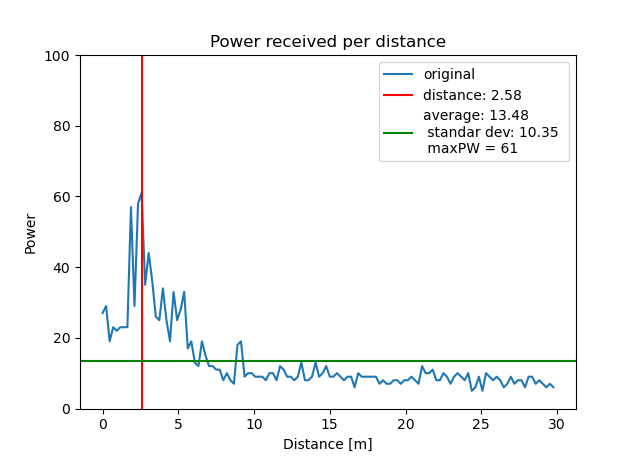 Power received per distance
original
distance: 2.58
average: 13.48
standar dev: 10.35
maxPW = 61
Power
100
80
60
40
20
0
0 5 10 15 20 25 30
Distance [m]